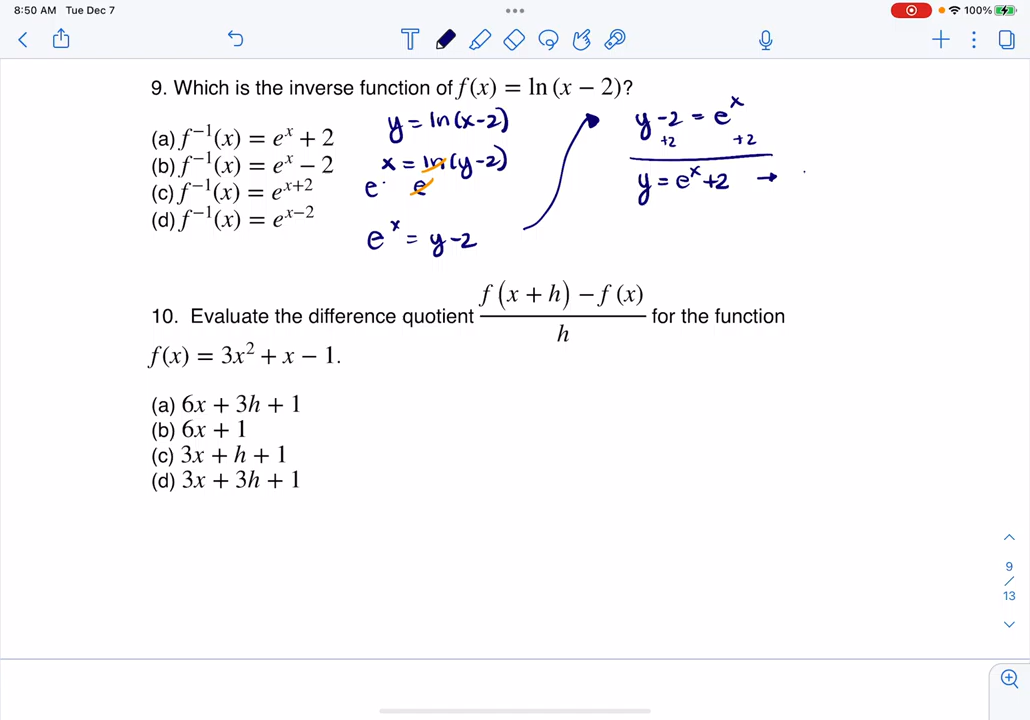 8:50 AM Tue Dec 7
100%
9. Which is the inverse function of f(x) = ln (x − 2)?
(a) f⁻¹(x) = eˣ + 2
(b) f⁻¹(x) = eˣ − 2
(c) f⁻¹(x) = eˣ⁺²
(d) f⁻¹(x) = eˣ⁻²
y = ln(x-2)
x = ln(y-2)
e e
eˣ = y-2
y-2 = eˣ
+2 +2
y = eˣ+2 →
10. Evaluate the difference quotient (f (x + h) − f (x))/h for the function
f(x) = 3x² + x − 1.
(a) 6x + 3h + 1
(b) 6x + 1
(c) 3x + h + 1
(d) 3x + 3h + 1
9
/
13